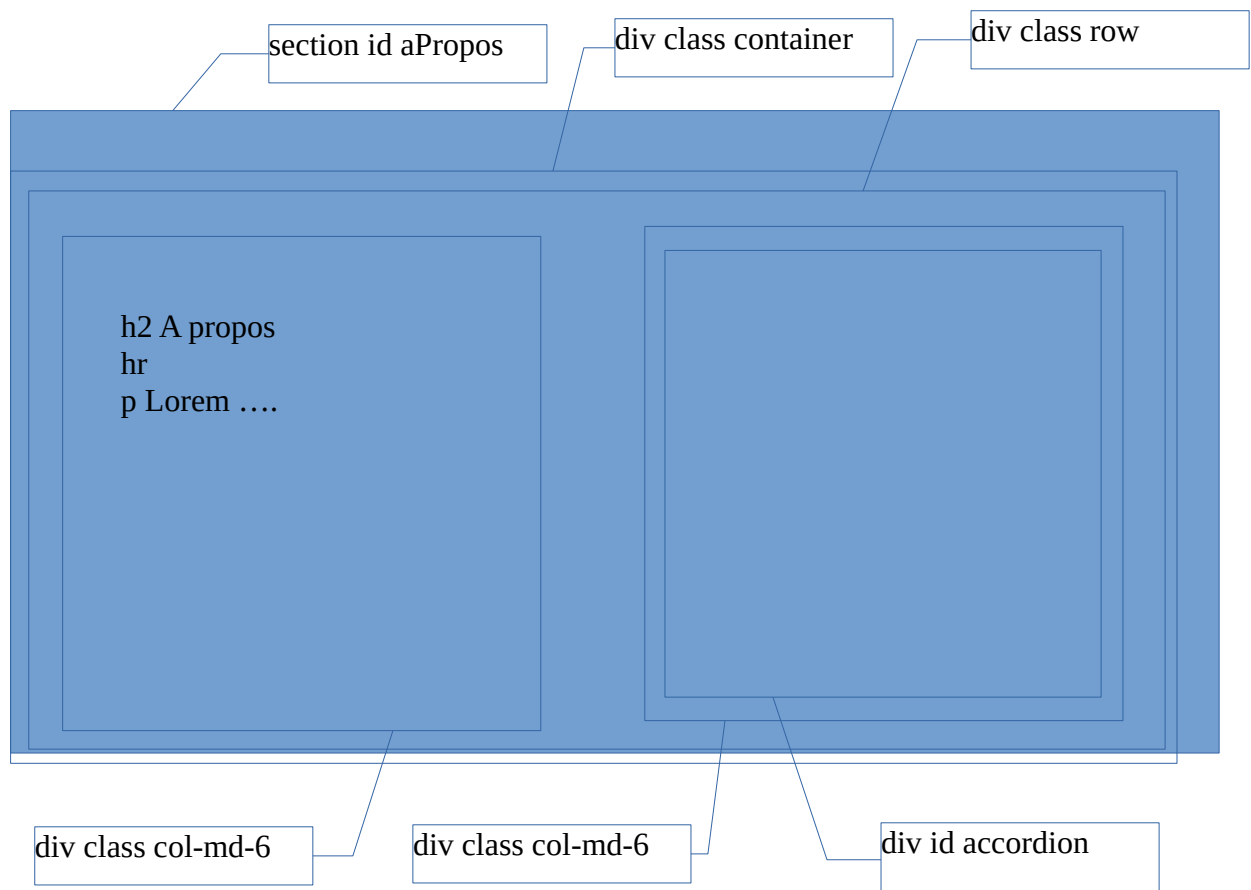 section id aPropos
div class container
div class row
h2 A propos
hr
p Lorem ….
div class col-md-6
div class col-md-6
div id accordion